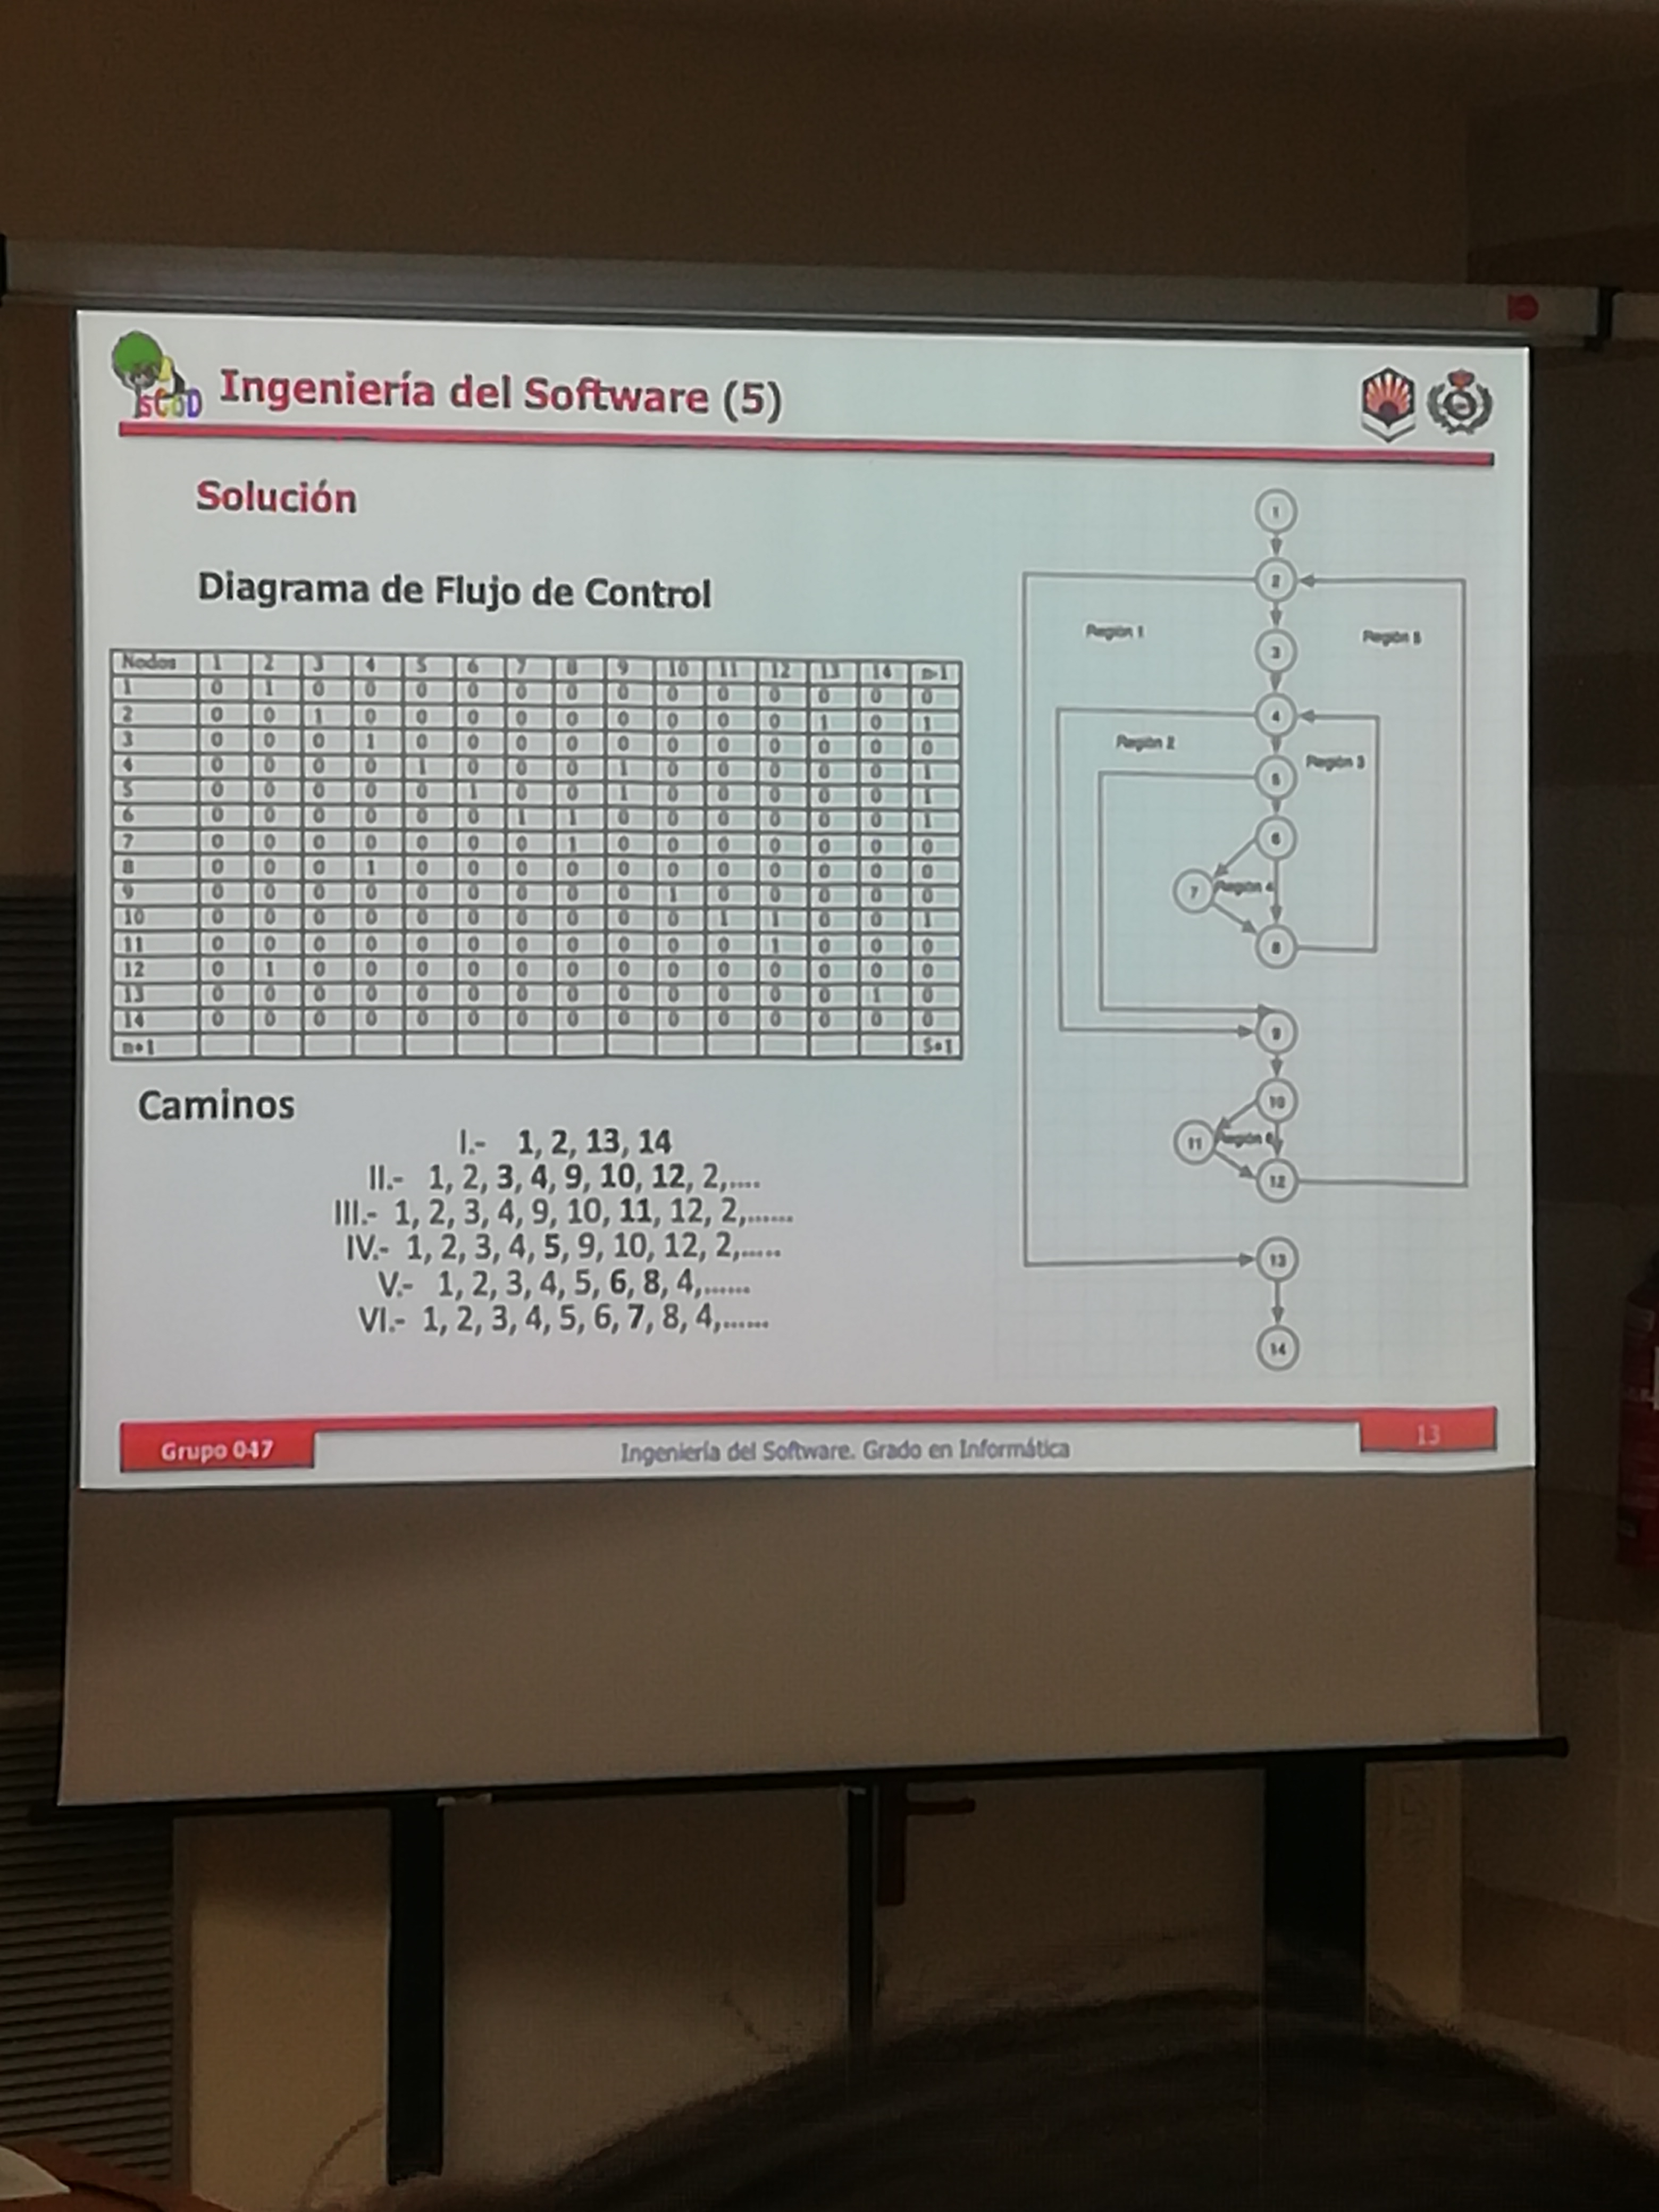 sCoD
Ingeniería del Software (5)
Solución
Diagrama de Flujo de Control
Nodos 1 2 3 4 5 6 7 8 9 10 11 12 13 14 n-1
1 0 1 0 0 0 0 0 0 0 0 0 0 0 0 0
2 0 0 1 0 0 0 0 0 0 0 0 0 1 0 1
3 0 0 0 1 0 0 0 0 0 0 0 0 0 0 0
4 0 0 0 0 1 0 0 0 1 0 0 0 0 0 1
5 0 0 0 0 0 1 0 0 1 0 0 0 0 0 1
6 0 0 0 0 0 0 1 1 0 0 0 0 0 0 1
7 0 0 0 0 0 0 0 1 0 0 0 0 0 0 0
8 0 0 0 1 0 0 0 0 0 0 0 0 0 0 0
9 0 0 0 0 0 0 0 0 0 1 0 0 0 0 0
10 0 0 0 0 0 0 0 0 0 0 1 1 0 0 1
11 0 0 0 0 0 0 0 0 0 0 0 1 0 0 0
12 0 1 0 0 0 0 0 0 0 0 0 0 0 0 0
13 0 0 0 0 0 0 0 0 0 0 0 0 0 1 0
14 0 0 0 0 0 0 0 0 0 0 0 0 0 0 0
n+1 5+1
Caminos
I.- 1, 2, 13, 14
II.- 1, 2, 3, 4, 9, 10, 12, 2,....
III.- 1, 2, 3, 4, 9, 10, 11, 12, 2,......
IV.- 1, 2, 3, 4, 5, 9, 10, 12, 2,.....
V.- 1, 2, 3, 4, 5, 6, 8, 4,......
VI.- 1, 2, 3, 4, 5, 6, 7, 8, 4,......
1
2
Región 1
Región 5
3
4
Región 2
Región 3
5
6
7
Región 4
8
9
10
11
Región 6
12
13
14
Grupo 047
Ingeniería del Software. Grado en Informática
13